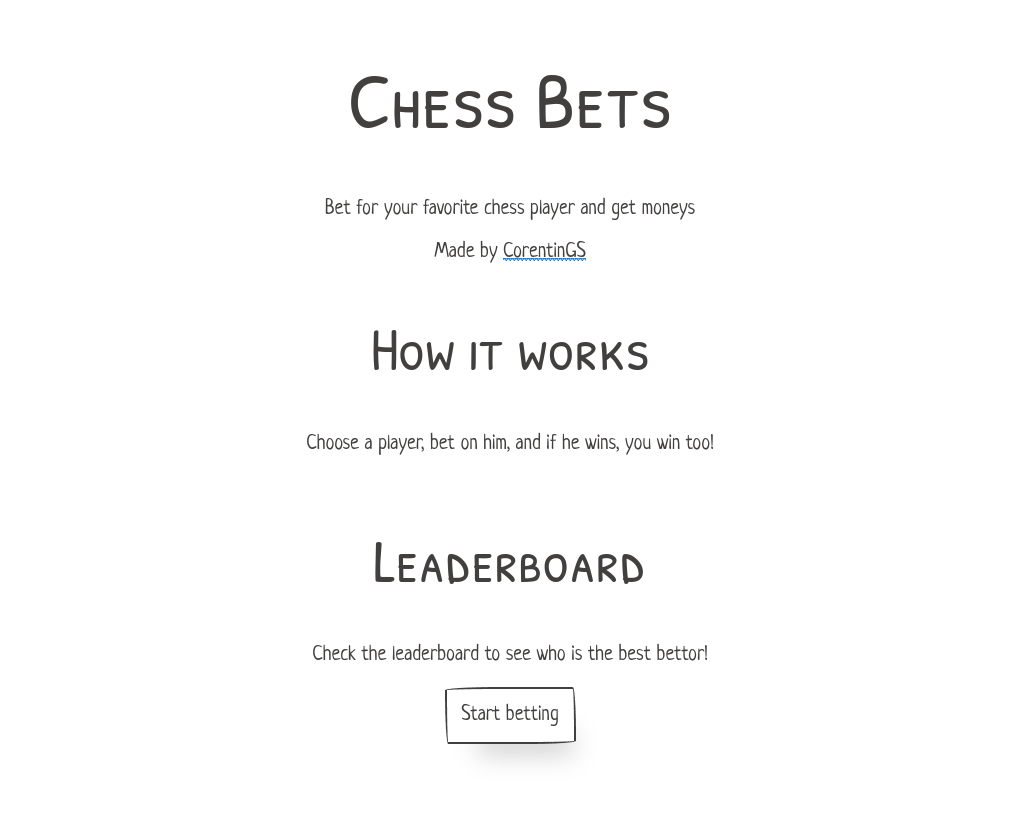 Chess Bets
Bet for your favorite chess player and get moneys
Made by CorentinGS
How it works
Choose a player, bet on him, and if he wins, you win too!
Leaderboard
Check the leaderboard to see who is the best bettor!
Start betting